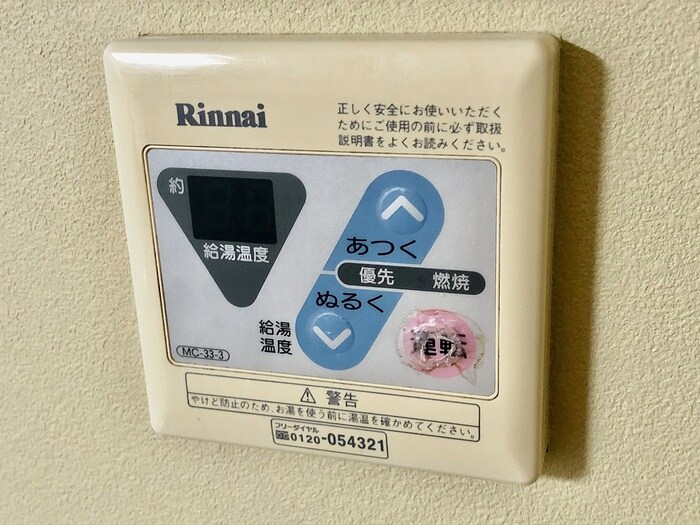 Rinnai
正しく安全にお使いいただく
ためにご使用の前に必ず取扱
説明書をよくお読みください。
約
給湯温度
あつく
優先 燃焼
ぬるく
給湯
温度
運転
MC-33-3
⚠ 警告
やけど防止のため、お湯を使う前に湯温を確かめてください。
フリーダイヤル
0120-054321